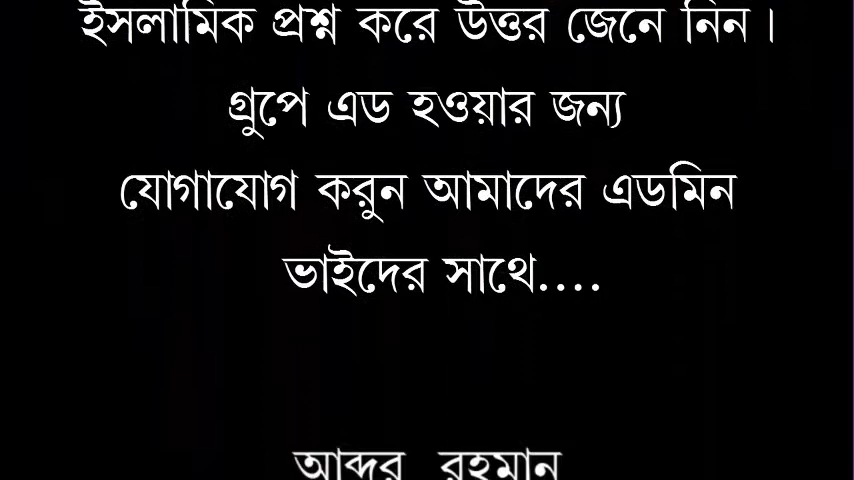 ইসলামিক প্রশ্ন করে উত্তর জেনে নিন।
গ্রুপে এড হওয়ার জন্য
যোগাযোগ করুন আমাদের এডমিন
ভাইদের সাথে....
আব্দুর রহমান